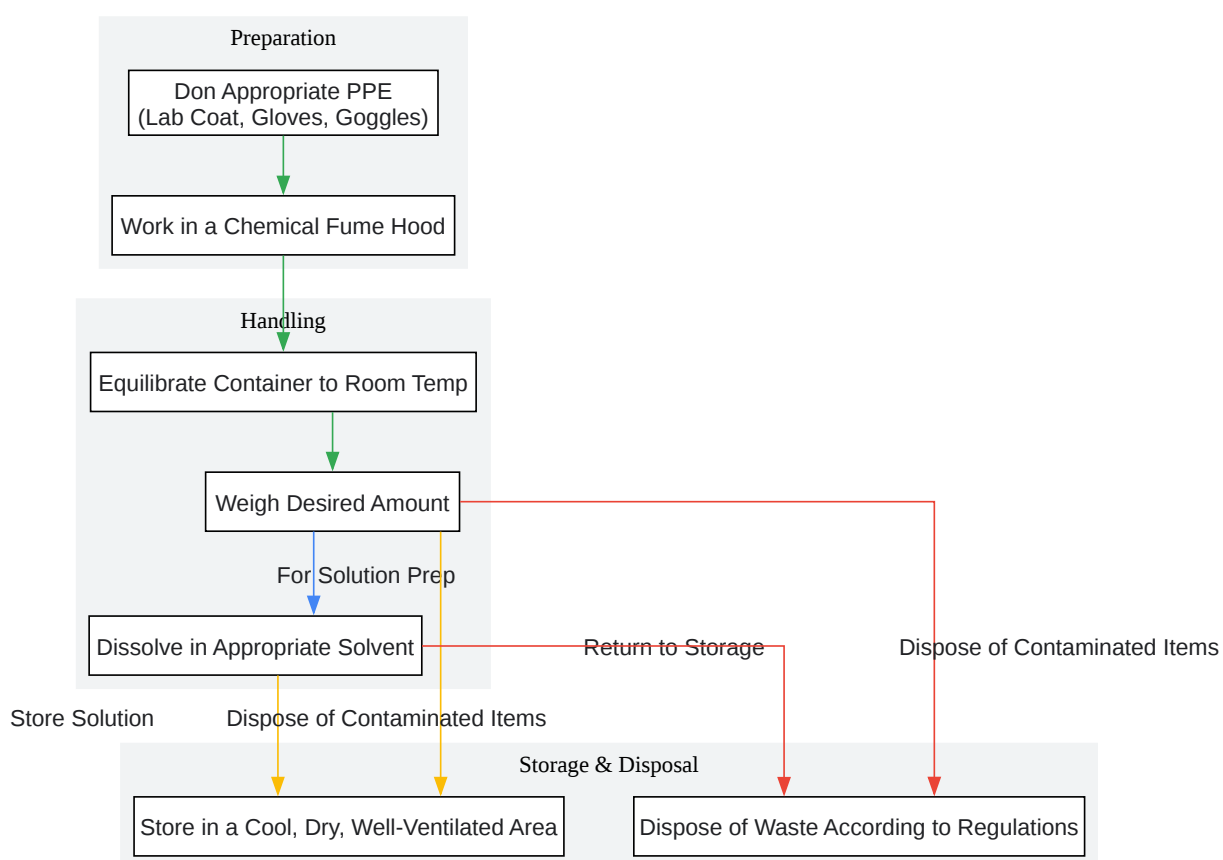 Preparation
Don Appropriate PPE
(Lab Coat, Gloves, Goggles)
Work in a Chemical Fume Hood
Handling
Equilibrate Container to Room Temp
Weigh Desired Amount
For Solution Prep
Dissolve in Appropriate Solvent
Return to Storage
Dispose of Contaminated Items
Store Solution
Dispose of Contaminated Items
Storage & Disposal
Store in a Cool, Dry, Well-Ventilated Area
Dispose of Waste According to Regulations